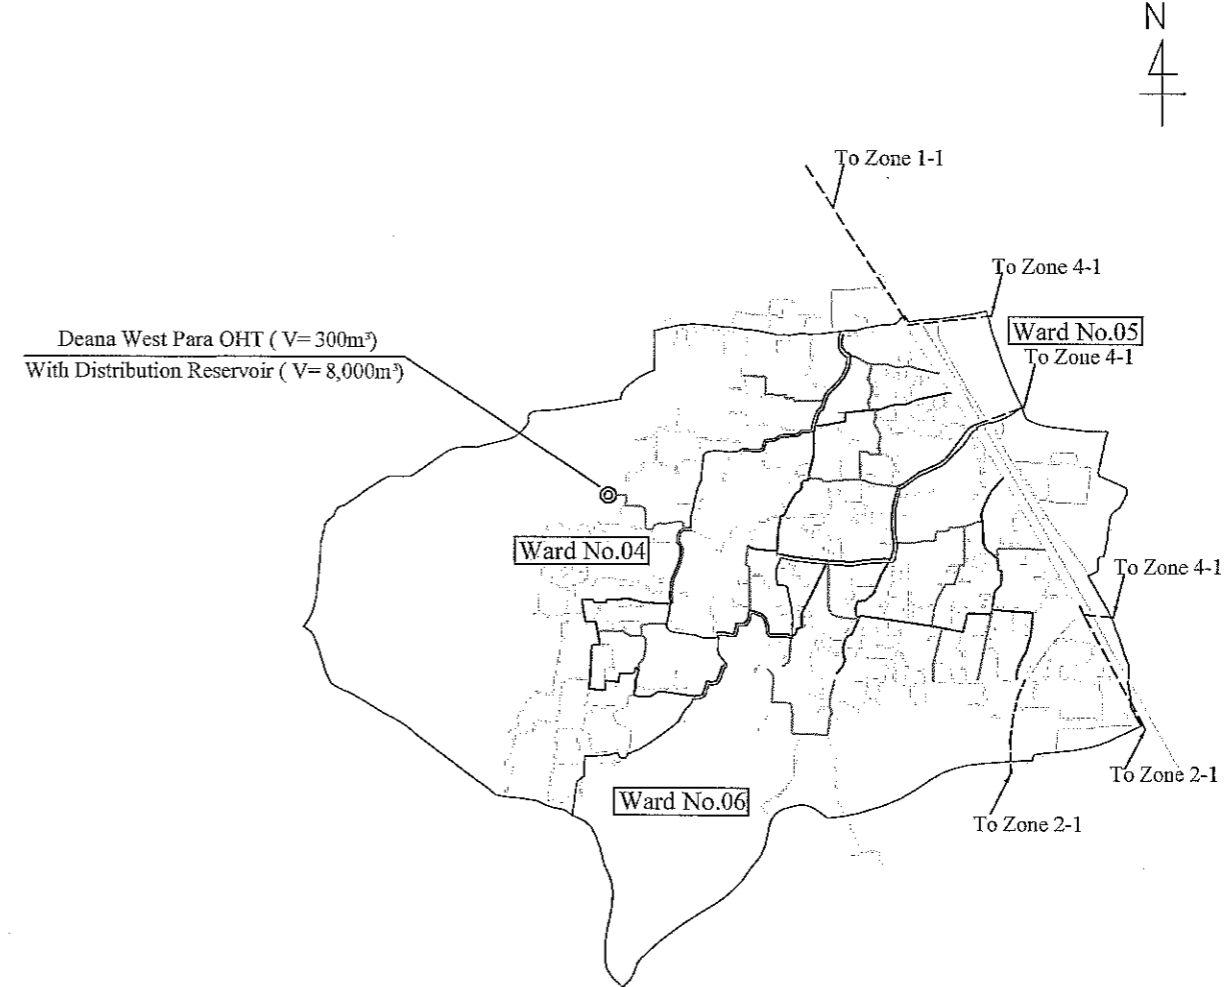 N
To Zone 1-1
To Zone 4-1
Ward No.05
Deana West Para OHT ( V= 300m³)
To Zone 4-1
With Distribution Reservoir ( V= 8,000m³)
Ward No.04
To Zone 4-1
To Zone 2-1
Ward No.06
To Zone 2-1